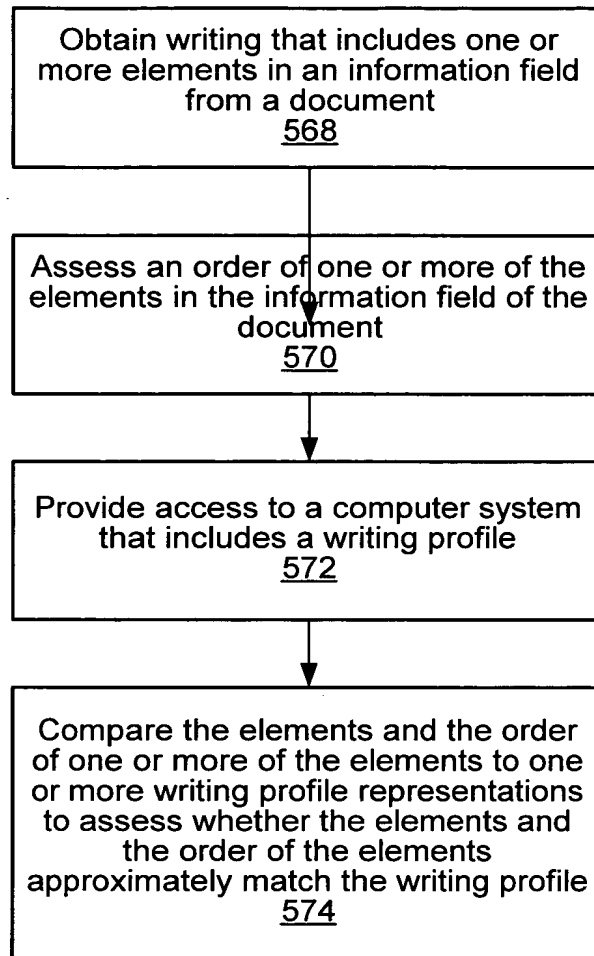 Obtain writing that includes one or
more elements in an information field
from a document
568
Assess an order of one or more of the
elements in the information field of the
document
570
Provide access to a computer system
that includes a writing profile
572
Compare the elements and the order
of one or more of the elements to one
or more writing profile representations
to assess whether the elements and
the order of the elements
approximately match the writing profile
574